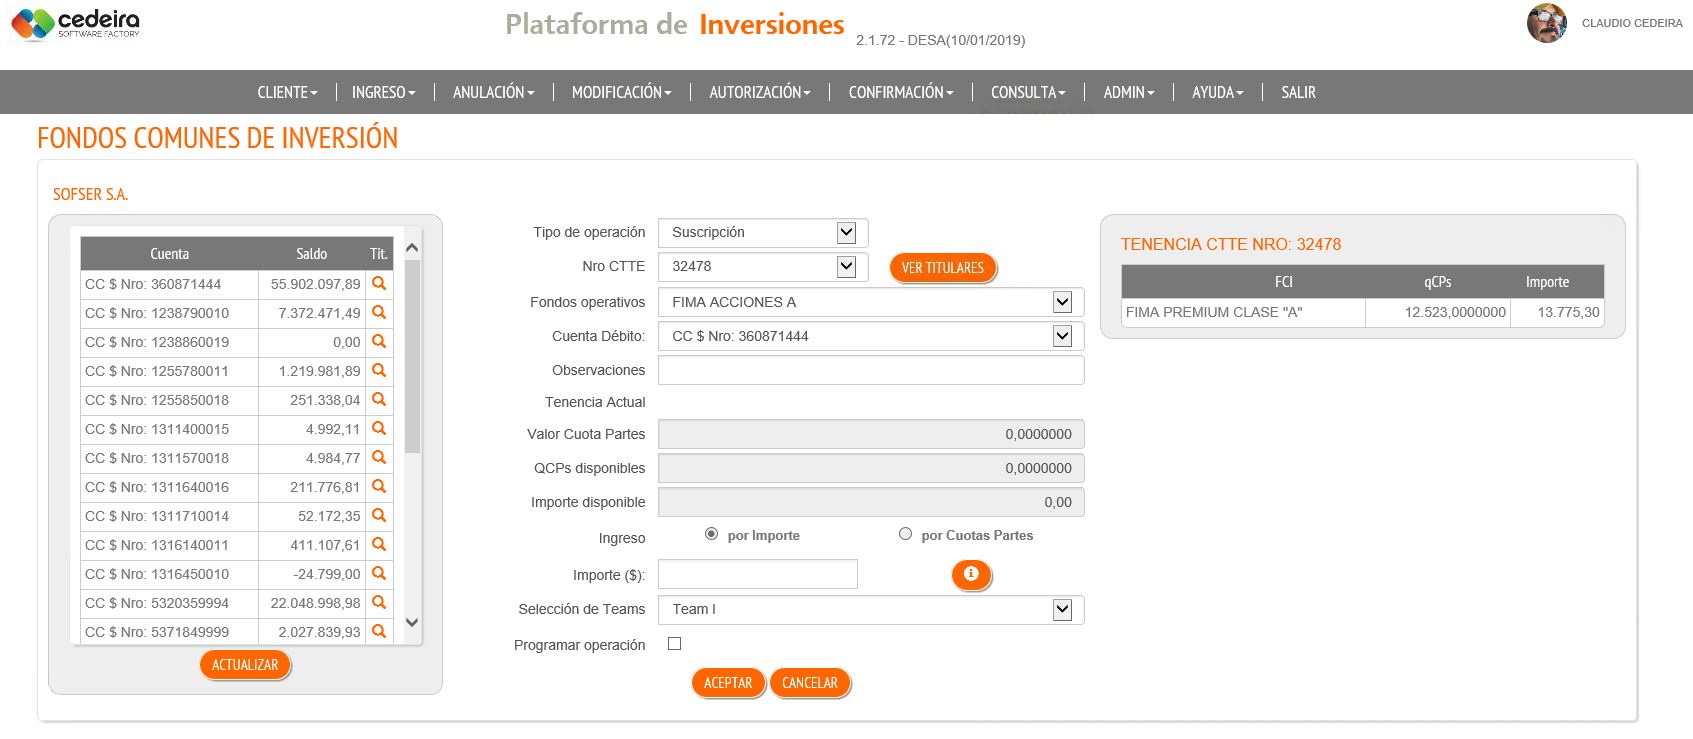 cedeira
SOFTWARE FACTORY
Plataforma de Inversiones
2.1.72 - DESA(10/01/2019)
CLAUDIO CEDEIRA
CLIENTE INGRESO ANULACIÓN MODIFICACIÓN AUTORIZACIÓN CONFIRMACIÓN CONSULTA ADMIN AYUDA SALIR
FONDOS COMUNES DE INVERSIÓN
SOFSER S.A.
Cuenta Saldo Tit.
CC $ Nro: 360871444 55.902.097,89
CC $ Nro: 1238790010 7.372.471,49
CC $ Nro: 1238860019 0,00
CC $ Nro: 1255780011 1.219.981,89
CC $ Nro: 1255850018 251.338,04
CC $ Nro: 1311400015 4.992,11
CC $ Nro: 1311570018 4.984,77
CC $ Nro: 1311640016 211.776,81
CC $ Nro: 1311710014 52.172,35
CC $ Nro: 1316140011 411.107,61
CC $ Nro: 1316450010 -24.799,00
CC $ Nro: 5320359994 22.048.998,98
CC $ Nro: 5371849999 2.027.839,93
ACTUALIZAR
Tipo de operación Suscripción
Nro CTTE 32478 VER TITULARES
Fondos operativos FIMA ACCIONES A
Cuenta Débito: CC $ Nro: 360871444
Observaciones
Tenencia Actual
Valor Cuota Partes 0,0000000
QCPs disponibles 0,0000000
Importe disponible 0,00
Ingreso por Importe por Cuotas Partes
Importe ($):
Selección de Teams Team I
Programar operación
ACEPTAR CANCELAR
TENENCIA CTTE NRO: 32478
FCI qCPs Importe
FIMA PREMIUM CLASE "A" 12.523,0000000 13.775,30